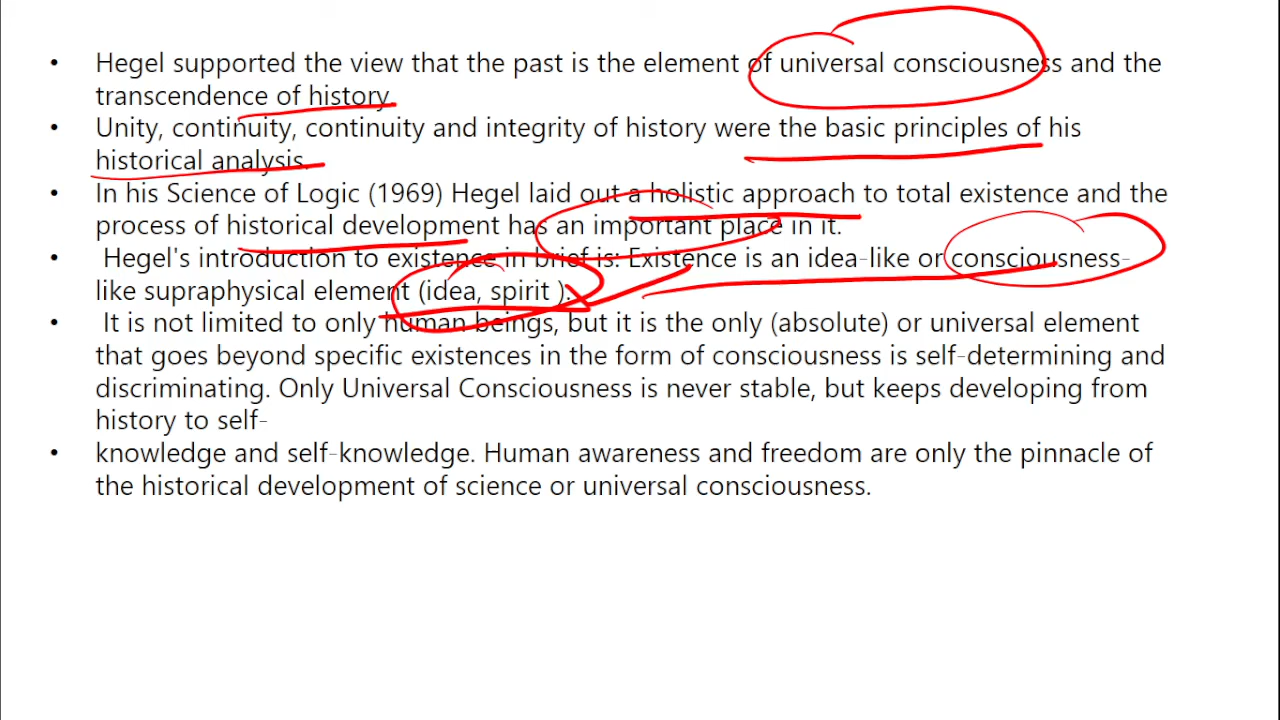 • Hegel supported the view that the past is the element of universal consciousness and the
transcendence of history.
• Unity, continuity, continuity and integrity of history were the basic principles of his
historical analysis.
• In his Science of Logic (1969) Hegel laid out a holistic approach to total existence and the
process of historical development has an important place in it.
• Hegel's introduction to existence in brief is: Existence is an idea-like or consciousness-
like supraphysical element (idea, spirit ).
• It is not limited to only human beings, but it is the only (absolute) or universal element
that goes beyond specific existences in the form of consciousness is self-determining and
discriminating. Only Universal Consciousness is never stable, but keeps developing from
history to self-
• knowledge and self-knowledge. Human awareness and freedom are only the pinnacle of
the historical development of science or universal consciousness.